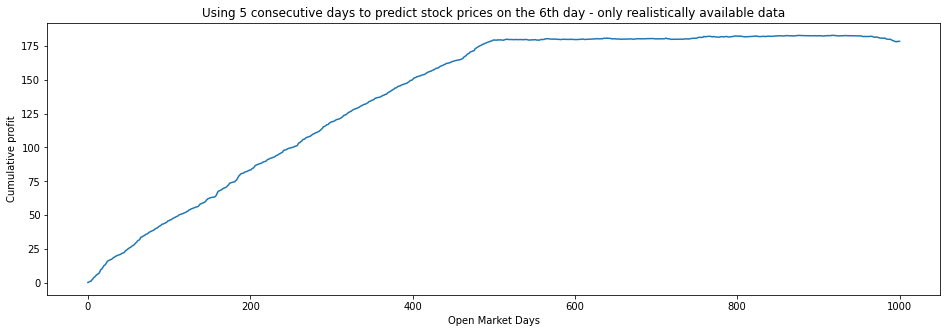 Using 5 consecutive days to predict stock prices on the 6th day - only realistically available data
Cumulative profit
175
150
125
100
75
50
25
0
0 200 400 600 800 1000
Open Market Days